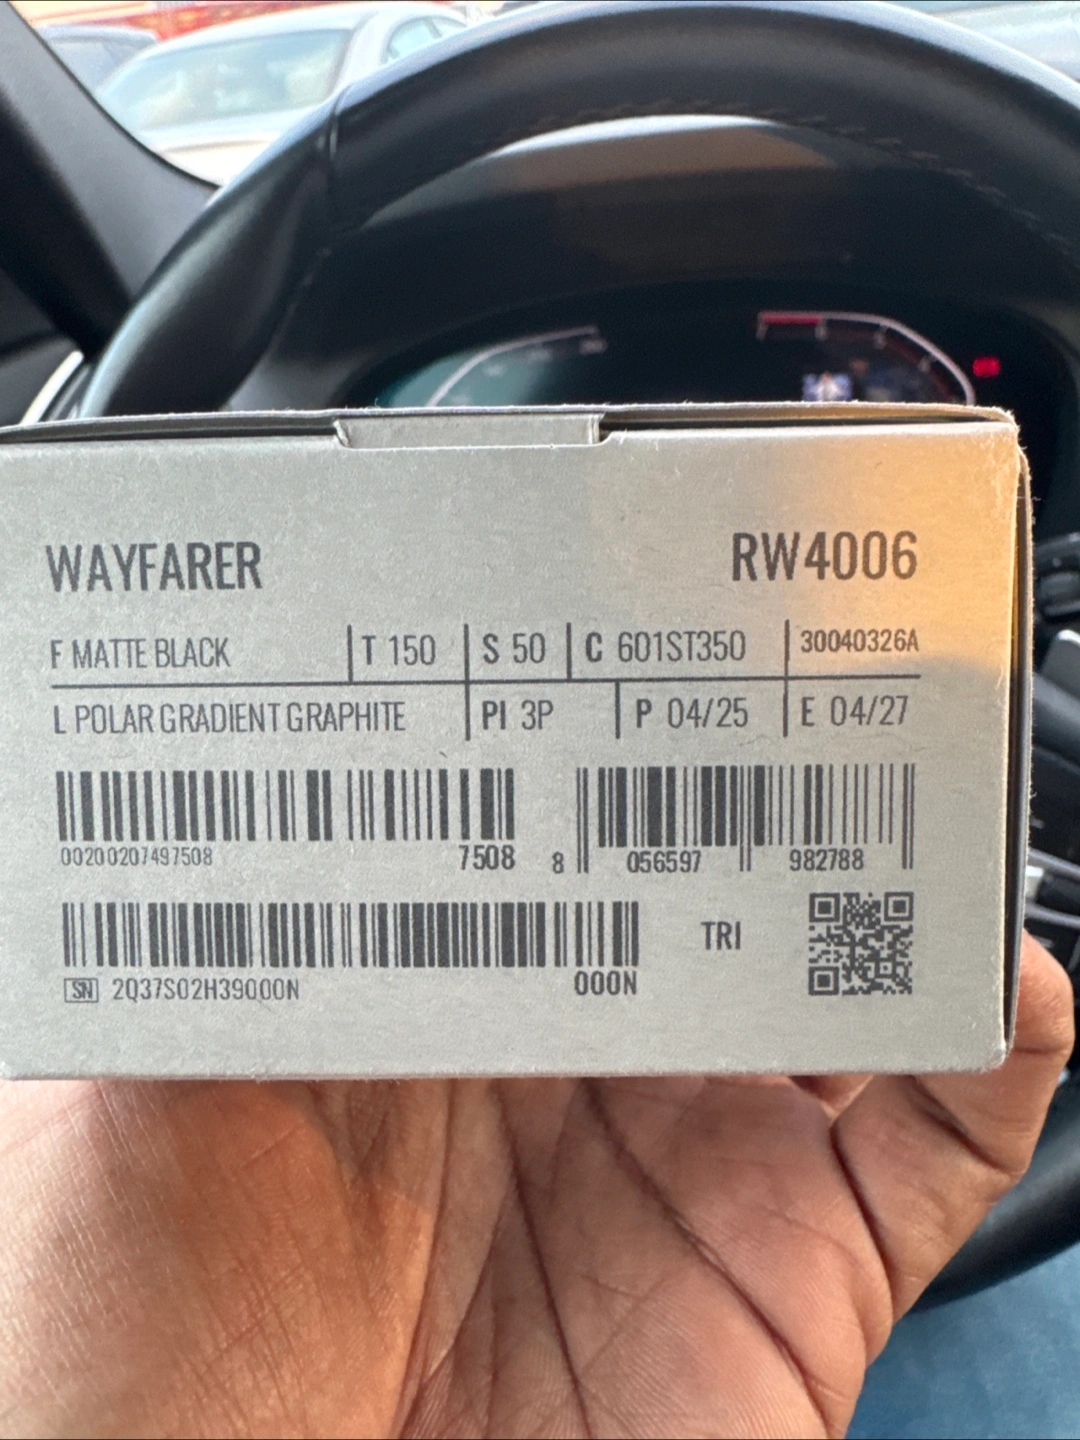 WAYFARER RW4006
F MATTE BLACK T 150 S 50 C 601ST350 30040326A
L POLAR GRADIENT GRAPHITE PI 3P P 04/25 E 04/27
00200207497508 7508 8 056597 982788
TRI
SN 2Q37S02H39000N 000N